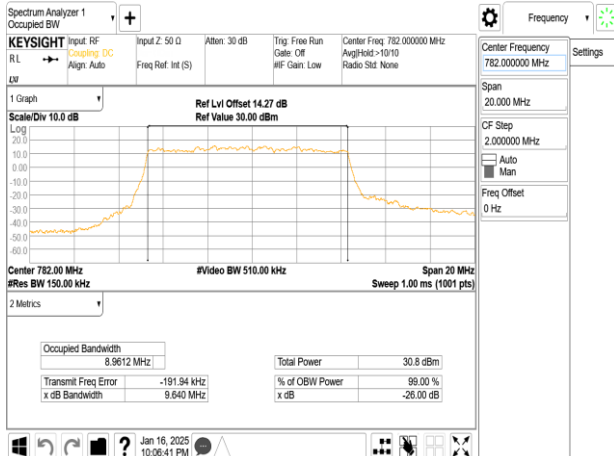 Spectrum Analyzer 1
Occupied BW
Frequency
KEYSIGHT
RL
LXI
Input: RF
Coupling: DC
Align: Auto
Input Z: 50 Ω
Freq Ref: Int (S)
Atten: 30 dB
Trig: Free Run
Gate: Off
#IF Gain: Low
Center Freq: 782.000000 MHz
Avg|Hold:>10/10
Radio Std: None
Center Frequency
782.000000 MHz
Settings
Span
20.000 MHz
CF Step
2.000000 MHz
Auto
Man
Freq Offset
0 Hz
1 Graph
Scale/Div 10.0 dB
Ref Lvl Offset 14.27 dB
Ref Value 30.00 dBm
Log
20.0
10.0
0.00
-10.0
-20.0
-30.0
-40.0
-50.0
-60.0
Center 782.00 MHz
#Video BW 510.00 kHz
Span 20 MHz
#Res BW 150.00 kHz
Sweep 1.00 ms (1001 pts)
2 Metrics
Occupied Bandwidth
8.9612 MHz
Total Power 30.8 dBm
Transmit Freq Error -191.94 kHz
% of OBW Power 99.00 %
x dB Bandwidth 9.640 MHz
x dB -26.00 dB
?
Jan 16, 2025
10:06:41 PM